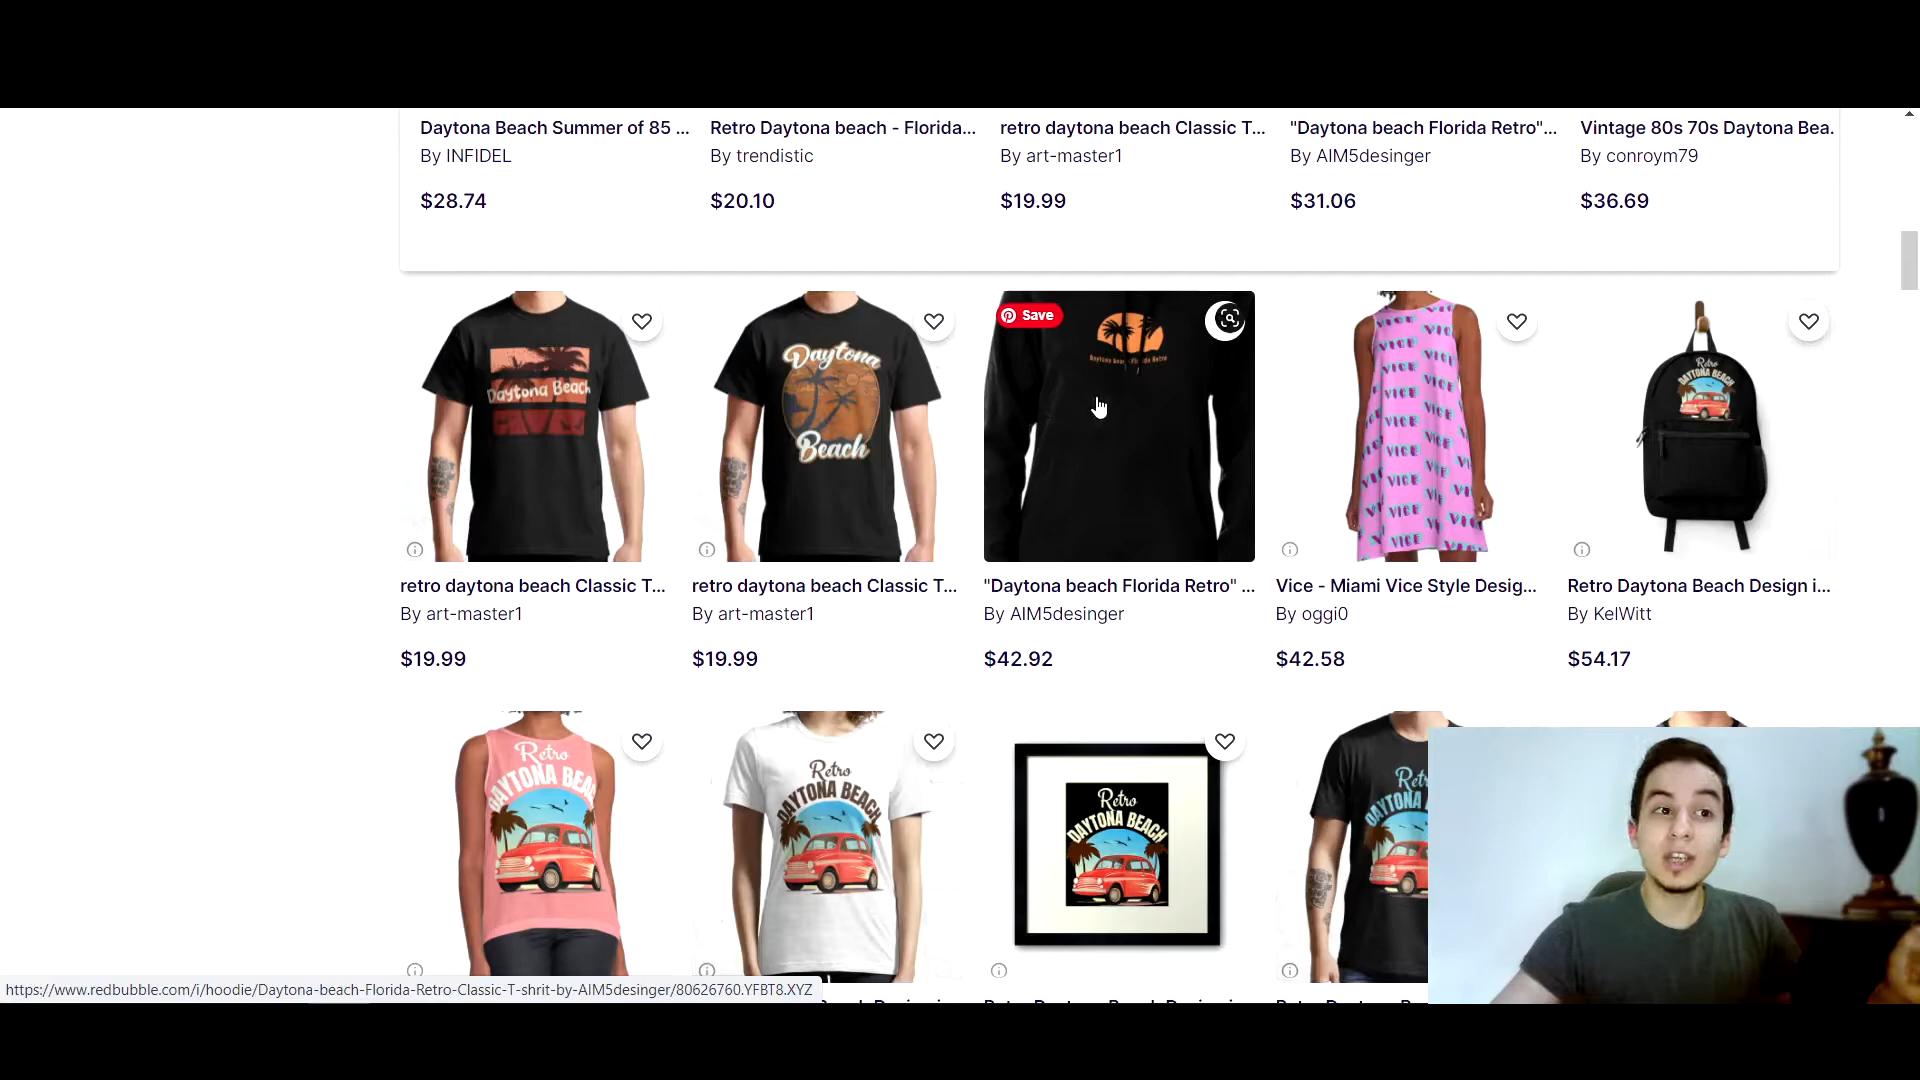 Daytona Beach Summer of 85 ...
By INFIDEL
$28.74
Retro Daytona beach - Florida...
By trendistic
$20.10
retro daytona beach Classic T...
By art-master1
$19.99
"Daytona beach Florida Retro"...
By AIM5desinger
$31.06
Vintage 80s 70s Daytona Bea.
By conroym79
$36.69
Daytona Beach
retro daytona beach Classic T...
By art-master1
$19.99
Daytona
Beach
retro daytona beach Classic T...
By art-master1
$19.99
Save
Daytona beach Florida Retro
"Daytona beach Florida Retro" ...
By AIM5desinger
$42.92
VICE
Vice - Miami Vice Style Desig...
By oggi0
$42.58
Retro
DAYTONA BEACH
Retro Daytona Beach Design i...
By KelWitt
$54.17
Retro
DAYTONA BEA
Retro
DAYTONA BEACH
Retro
DAYTONA BEACH
Ret
DAYTONA
https://www.redbubble.com/i/hoodie/Daytona-beach-Florida-Retro-Classic-T-shrit-by-AIM5desinger/80626760.YFBT8.XYZ